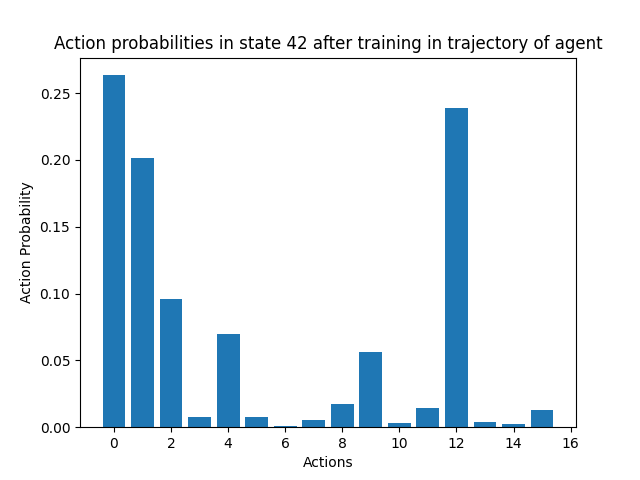 Action probabilities in state 42 after training in trajectory of agent
0.25
0.20
0.15
0.10
0.05
0.00
Action Probability
0 2 4 6 8 10 12 14 16
Actions